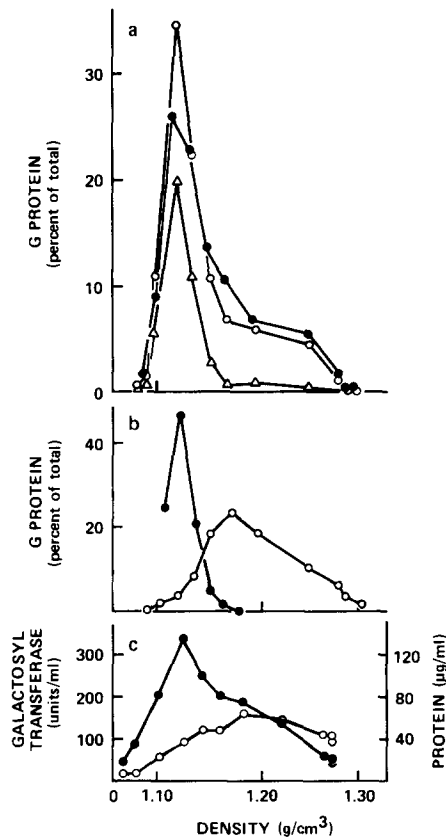 a
30
20
10
0
G PROTEIN
(percent of total)
b
40
20
G PROTEIN
(percent of total)
c
300
200
100
GALACTOSYL
TRANSFERASE
(units/ml)
120
80
40
PROTEIN (µg/ml)
0
1.10
1.20
1.30
DENSITY (g/cm³)